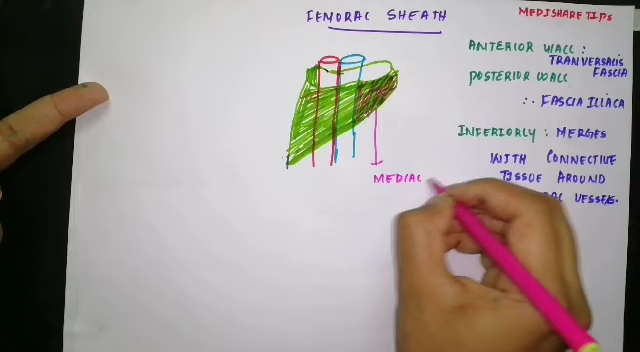 FEMORAL SHEATH
MEDISHARE TIPS
ANTERIOR WALL :
TRANVERSALIS
FASCIA
POSTERIOR WALL
∴ FASCIA ILIACA
INFERIORLY : MERGES
WITH CONNECTIVE
TISSUE AROUND
VESSELS.
MEDIAL